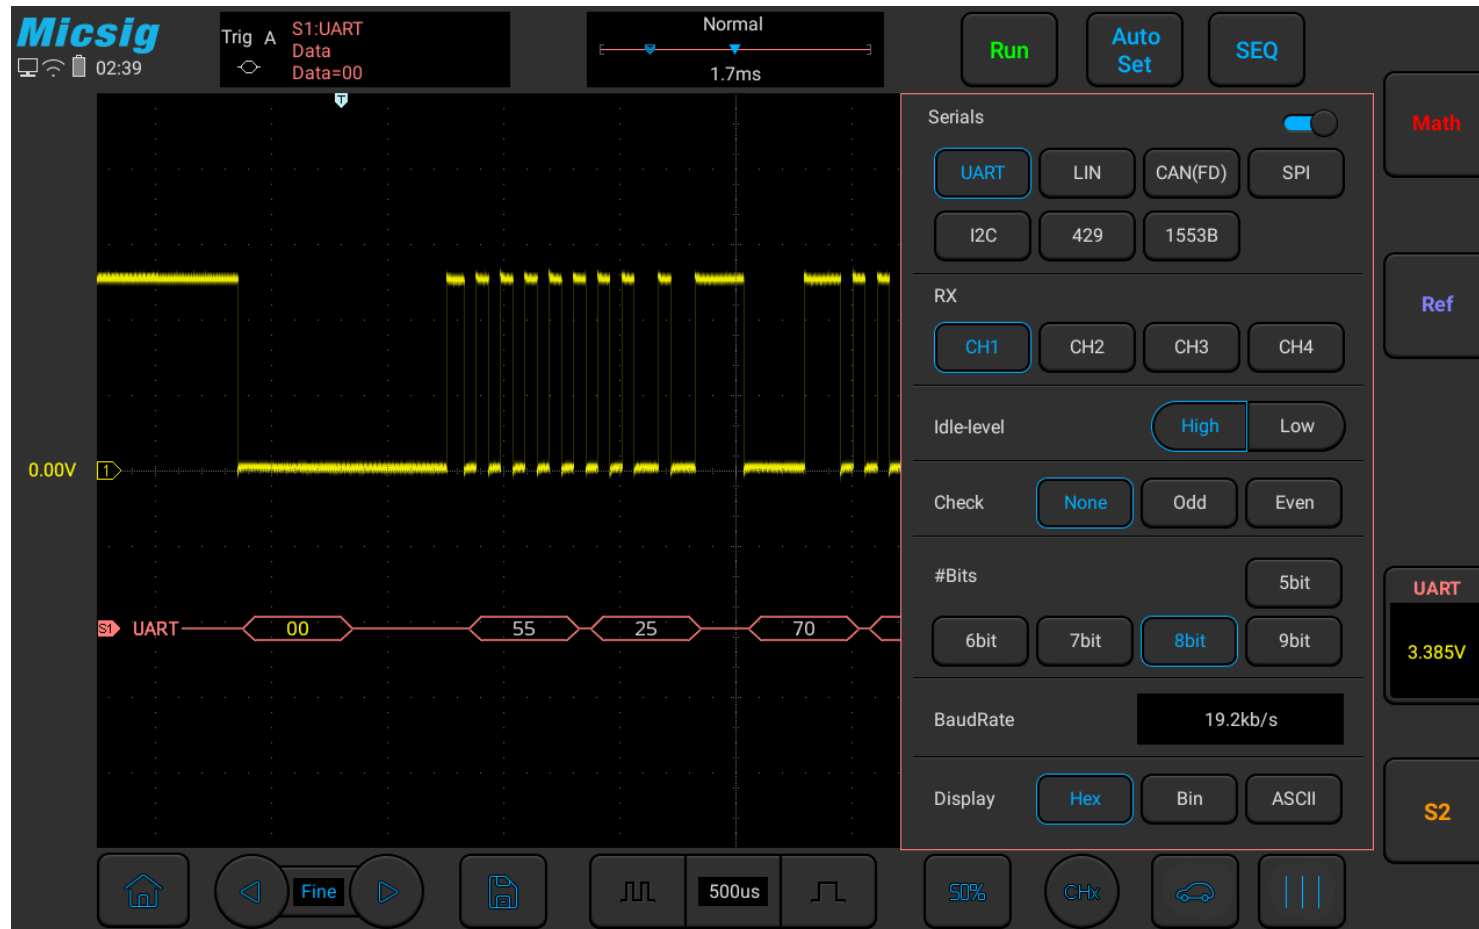 Micsig
02:39
Trig A
S1:UART
Data
Data=00
Normal
1.7ms
Run
Auto
Set
SEQ
T
Serials
UART LIN CAN(FD) SPI
I2C 429 1553B
RX
CH1 CH2 CH3 CH4
Idle-level High Low
Check None Odd Even
#Bits 5bit
6bit 7bit 8bit 9bit
BaudRate 19.2kb/s
Display Hex Bin ASCII
0.00V 1
S1 UART 00 55 25 70
Math
Ref
UART
3.385V
S2
Fine
500us
50%
CHx